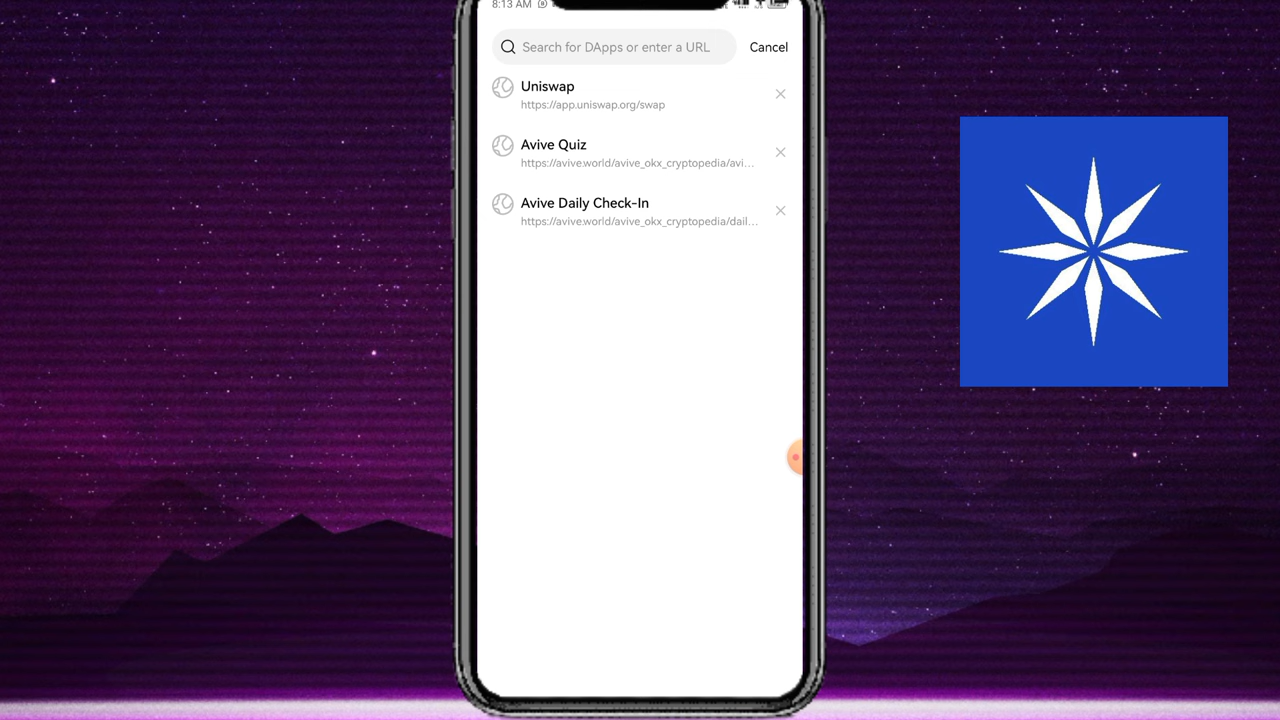 8:13 AM
Search for DApps or enter a URL
Cancel
Uniswap
https://app.uniswap.org/swap
Avive Quiz
https://avive.world/avive_okx_cryptopedia/avi...
Avive Daily Check-In
https://avive.world/avive_okx_cryptopedia/dail...